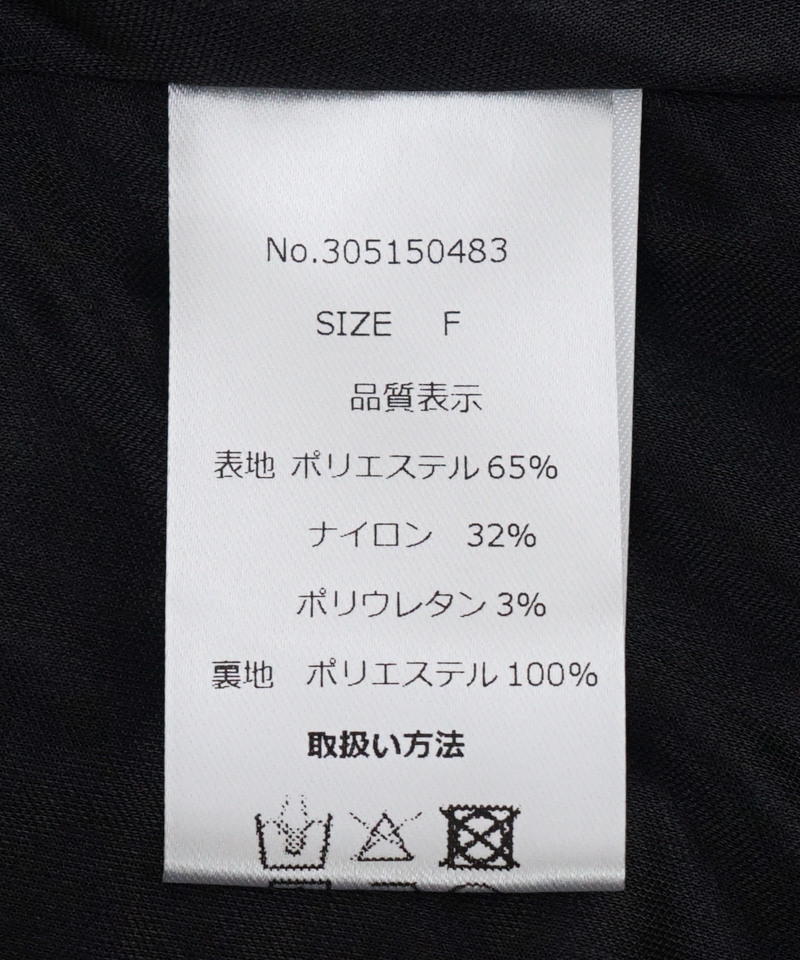 No.305150483
SIZE F
品質表示
表地 ポリエステル 65%
ナイロン 32%
ポリウレタン 3%
裏地 ポリエステル 100%
取扱い方法